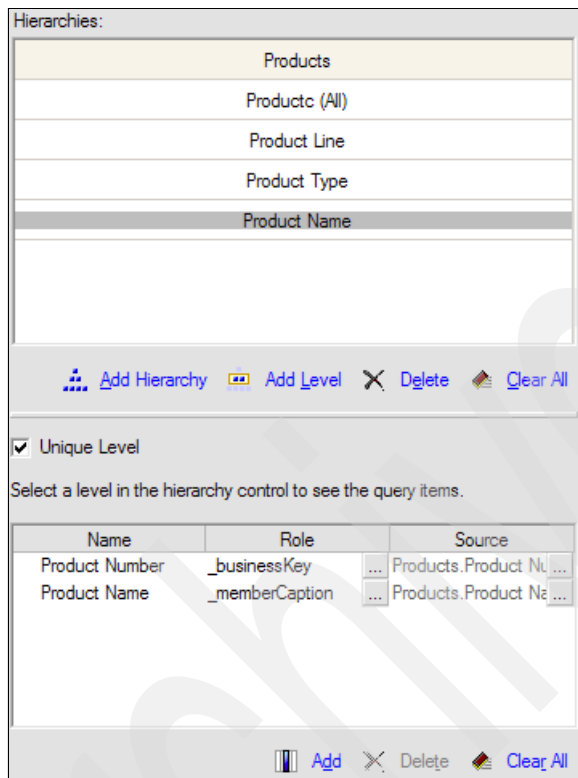 Hierarchies:
Products
Productc (All)
Product Line
Product Type
Product Name
Add Hierarchy Add Level Delete Clear All
Unique Level
Select a level in the hierarchy control to see the query items.
Name Role Source
Product Number _businessKey ... Products.Product Nu ...
Product Name _memberCaption ... Products.Product Na ...
Add Delete Clear All